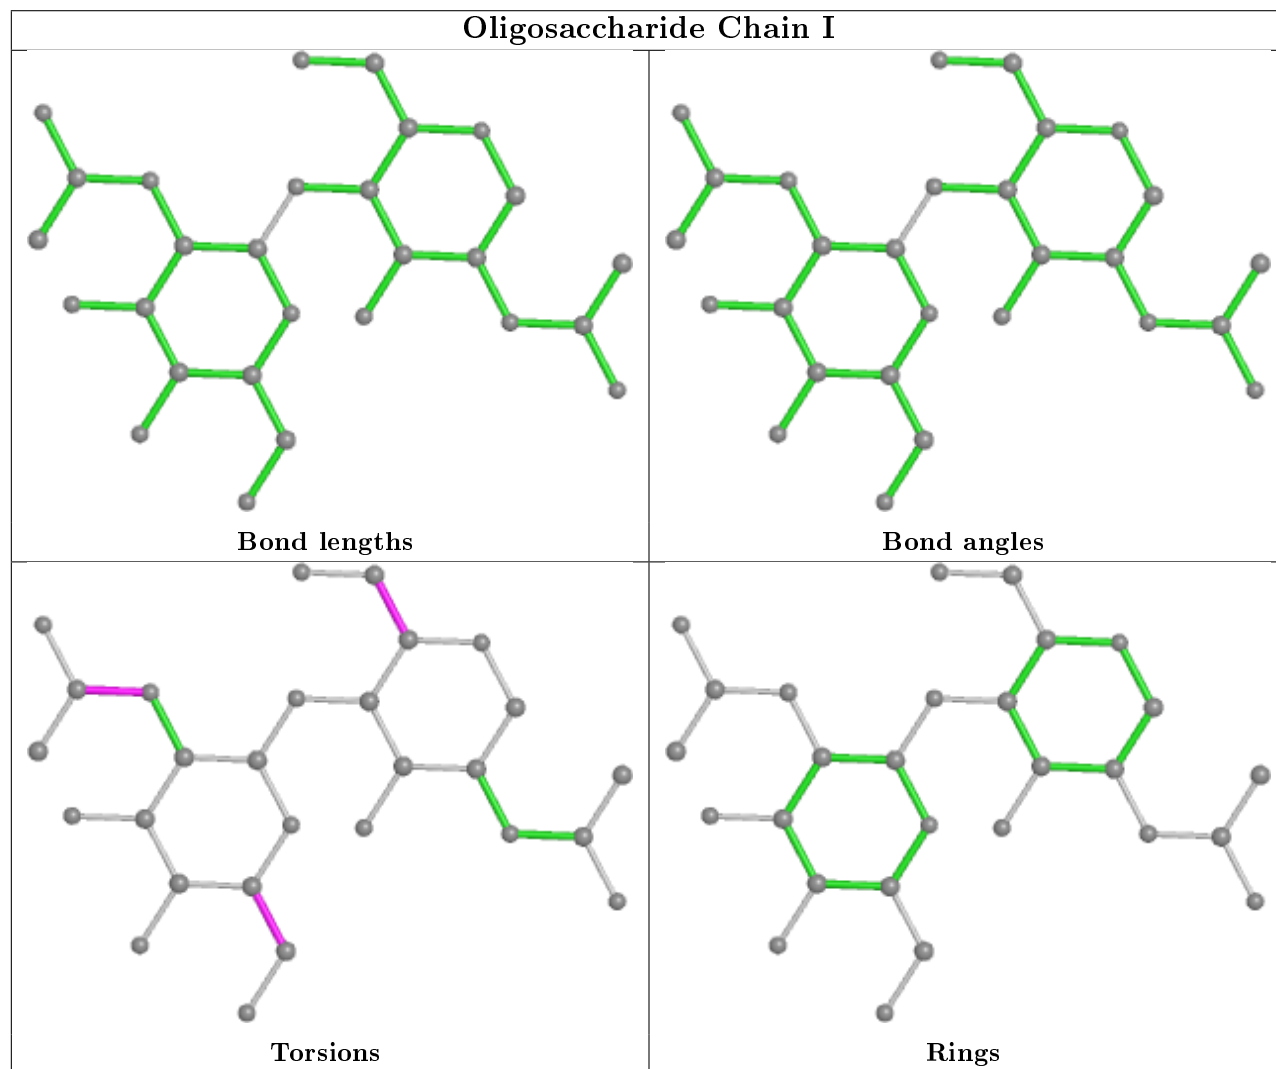 Oligosaccharide Chain I
Bond lengths
Bond angles
Torsions
Rings